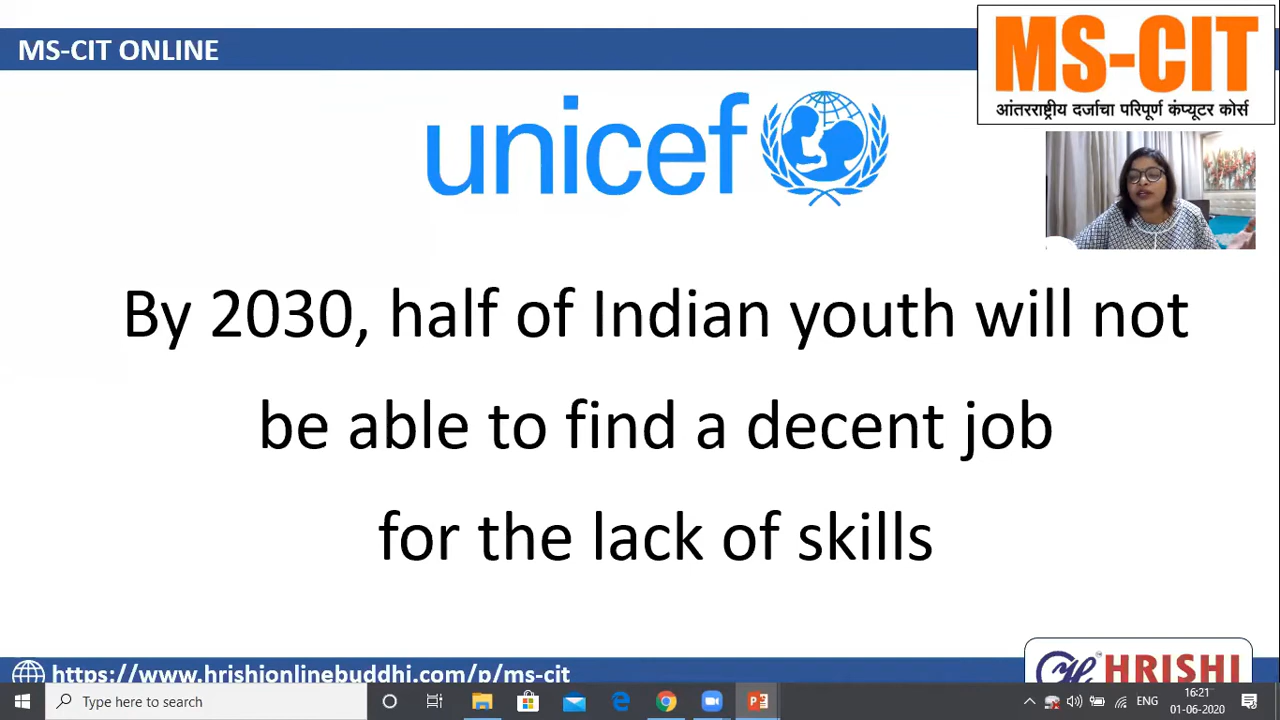 MS-CIT ONLINE
MS-CIT
आंतरराष्ट्रीय दर्जाचा परिपूर्ण कंप्यूटर कोर्स
unicef
By 2030, half of Indian youth will not
be able to find a decent job
for the lack of skills
https://www.hrishionlinebuddhi.com/p/ms-cit
HRISHI
Type here to search
ENG
16:21
01-06-2020